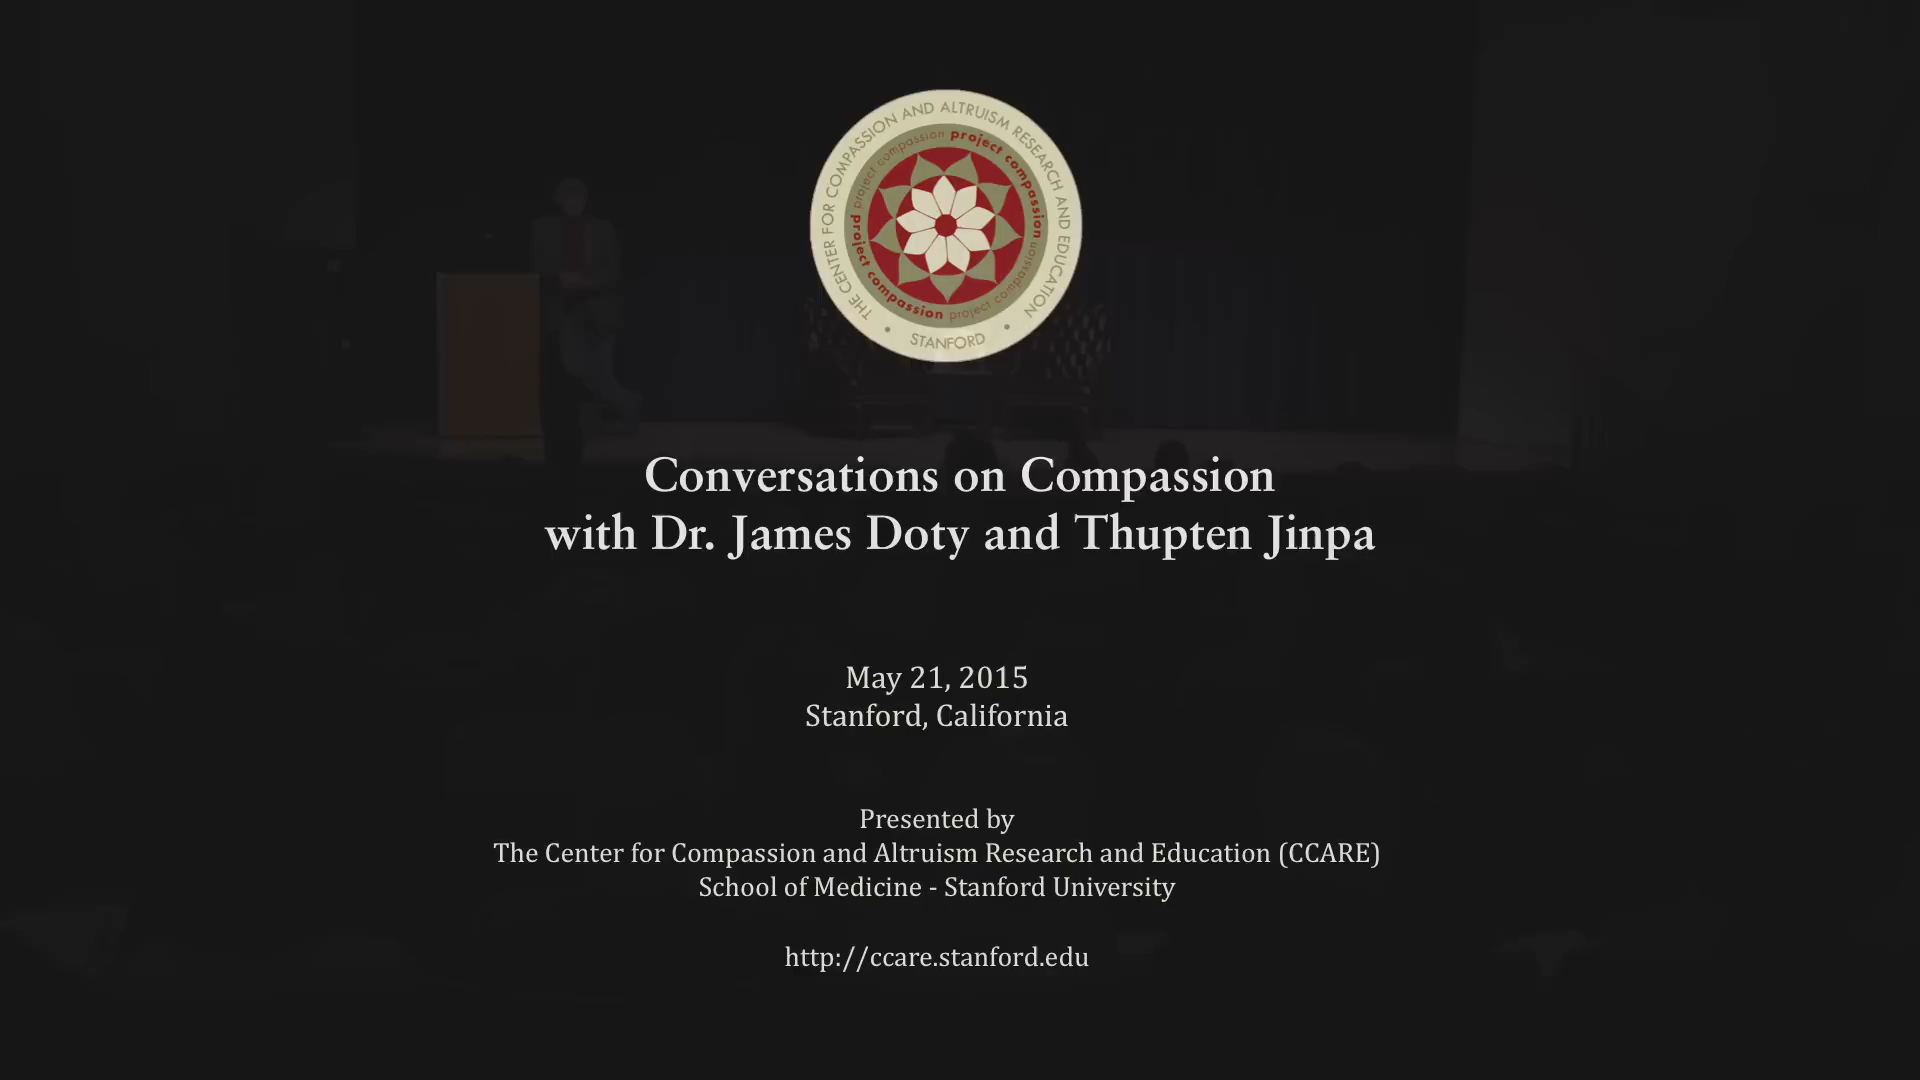 THE CENTER FOR COMPASSION AND ALTRUISM RESEARCH AND EDUCATION
• STANFORD •
project compassion project compassion project compassion project compassion
Conversations on Compassion
with Dr. James Doty and Thupten Jinpa
May 21, 2015
Stanford, California
Presented by
The Center for Compassion and Altruism Research and Education (CCARE)
School of Medicine - Stanford University
http://ccare.stanford.edu